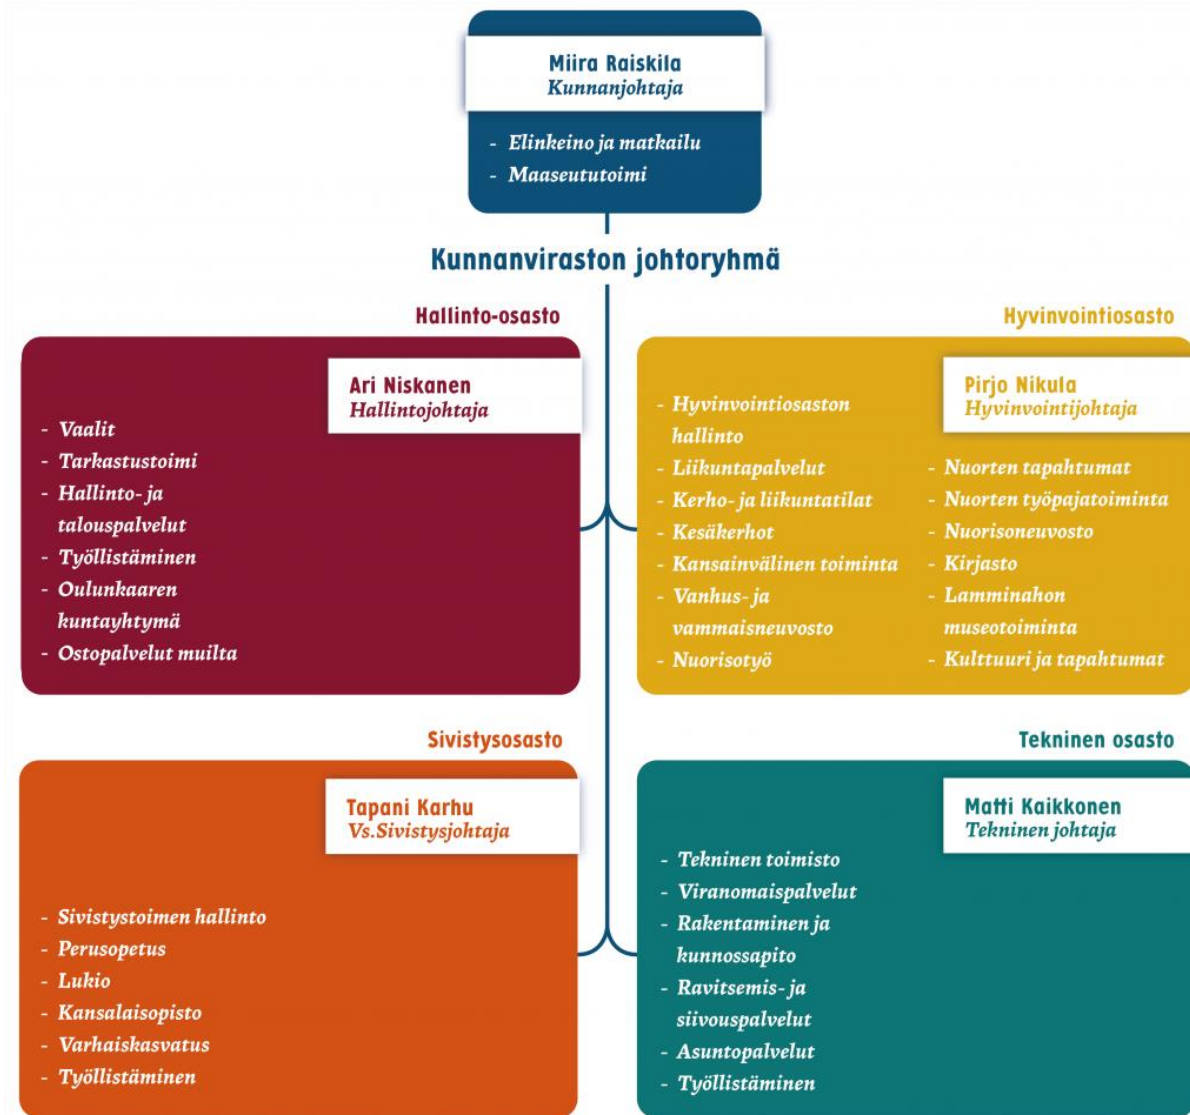 Miira Raiskila
Kunnanjohtaja
- Elinkeino ja matkailu
- Maaseututoimi
Kunnanviraston johtoryhmä
Hallinto-osasto
Ari Niskanen
Hallintojohtaja
- Vaalit
- Tarkastustoimi
- Hallinto- ja
talouspalvelut
- Työllistäminen
- Oulunkaaren
kuntayhtymä
- Ostopalvelut muilta
Hyvinvointiosasto
Pirjo Nikula
Hyvinvointijohtaja
- Hyvinvointiosaston
hallinto
- Liikuntapalvelut
- Kerho- ja liikuntatilat
- Kesäkerhot
- Kansainvälinen toiminta
- Vanhus- ja
vammaisneuvosto
- Nuorisotyö
- Nuorten tapahtumat
- Nuorten työpajatoiminta
- Nuorisoneuvosto
- Kirjasto
- Lamminahon
museotoiminta
- Kulttuuri ja tapahtumat
Sivistysosasto
Tapani Karhu
Vs.Sivistysjohtaja
- Sivistystoimen hallinto
- Perusopetus
- Lukio
- Kansalaisopisto
- Varhaiskasvatus
- Työllistäminen
Tekninen osasto
Matti Kaikkonen
Tekninen johtaja
- Tekninen toimisto
- Viranomaispalvelut
- Rakentaminen ja
kunnossapito
- Ravitsemis- ja
siivouspalvelut
- Asuntopalvelut
- Työllistäminen